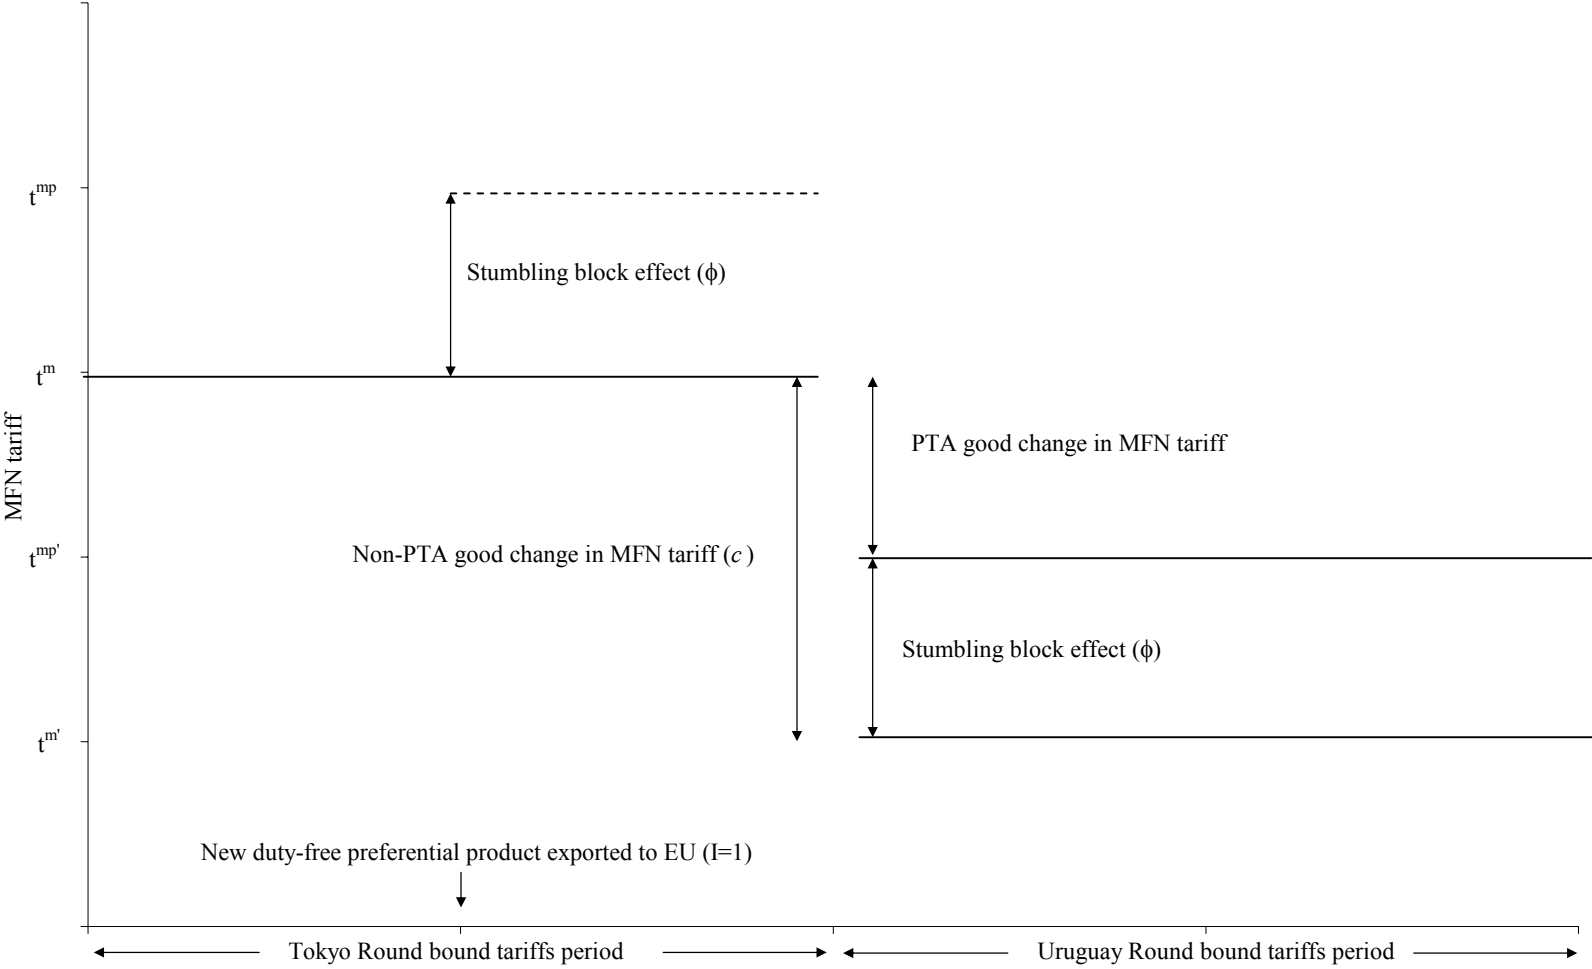 t^mp
Stumbling block effect (ϕ)
t^m
MFN tariff
PTA good change in MFN tariff
t^mp'
Non-PTA good change in MFN tariff (c )
Stumbling block effect (ϕ)
t^m'
New duty-free preferential product exported to EU (I=1)
Tokyo Round bound tariffs period
Uruguay Round bound tariffs period